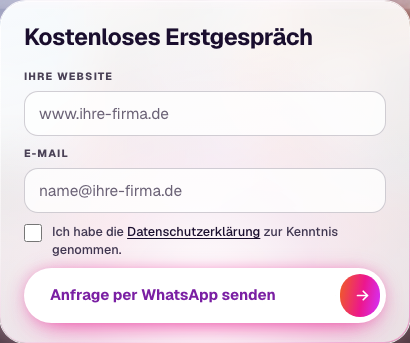 Kostenloses Erstgespräch
IHRE WEBSITE
www.ihre-firma.de
E-MAIL
name@ihre-firma.de
Ich habe die Datenschutzerklärung zur Kenntnis
genommen.
Anfrage per WhatsApp senden